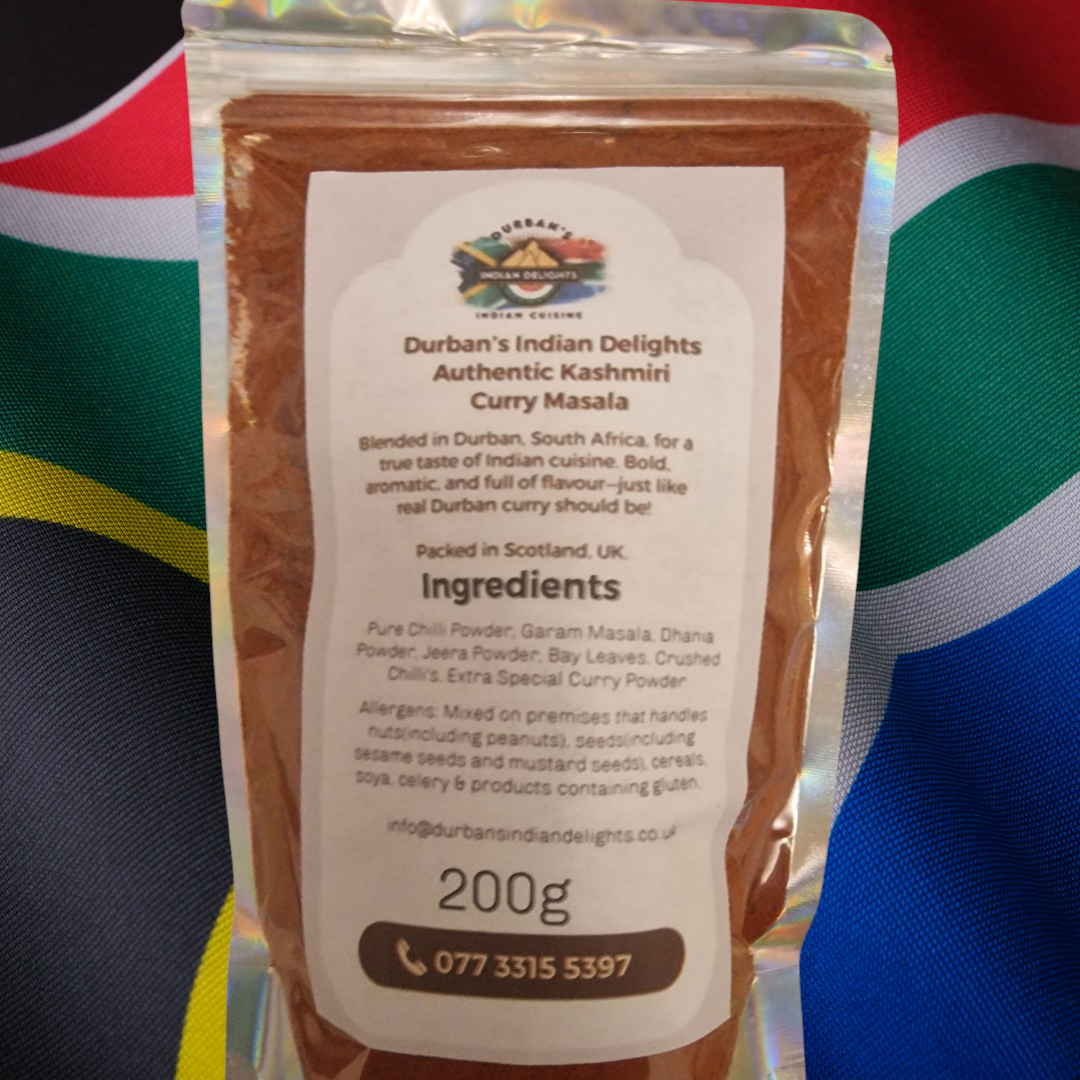 DURBAN'S
INDIAN DELIGHTS
INDIAN CUISINE
Durban's Indian Delights
Authentic Kashmiri
Curry Masala
Blended in Durban, South Africa, for a
true taste of Indian cuisine. Bold,
aromatic, and full of flavour—just like
real Durban curry should be!
Packed in Scotland, UK.
Ingredients
Pure Chilli Powder, Garam Masala, Dhania
Powder, Jeera Powder, Bay Leaves, Crushed
Chilli's, Extra Special Curry Powder
Allergens: Mixed on premises that handles
nuts(including peanuts), seeds(including
sesame seeds and mustard seeds), cereals,
soya, celery & products containing gluten.
info@durbansindiandelights.co.uk
200g
077 3315 5397